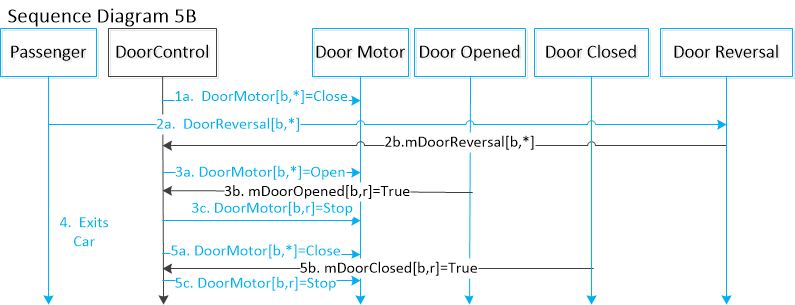 Sequence Diagram 5B
Passenger
DoorControl
Door Motor
Door Opened
Door Closed
Door Reversal
1a. DoorMotor[b,*]=Close
2a. DoorReversal[b,*]
2b.mDoorReversal[b,*]
3a. DoorMotor[b,*]=Open
3b. mDoorOpened[b,r]=True
3c. DoorMotor[b,r]=Stop
4. Exits
Car
5a. DoorMotor[b,*]=Close
5b. mDoorClosed[b,r]=True
5c. DoorMotor[b,r]=Stop